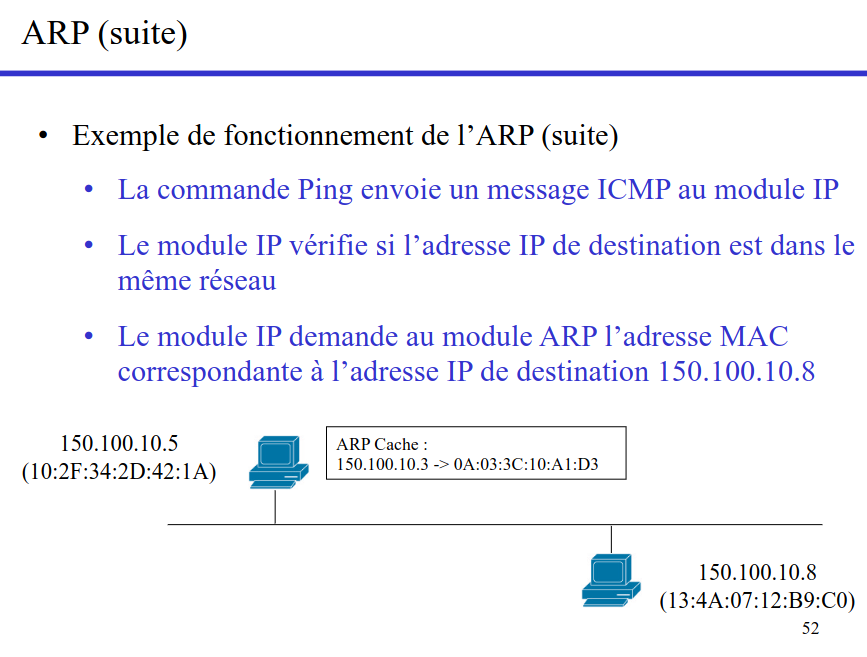 ARP (suite)
• Exemple de fonctionnement de l’ARP (suite)
• La commande Ping envoie un message ICMP au module IP
• Le module IP vérifie si l’adresse IP de destination est dans le
même réseau
• Le module IP demande au module ARP l’adresse MAC
correspondante à l’adresse IP de destination 150.100.10.8
150.100.10.5
(10:2F:34:2D:42:1A)
ARP Cache :
150.100.10.3 -> 0A:03:3C:10:A1:D3
150.100.10.8
(13:4A:07:12:B9:C0)
52